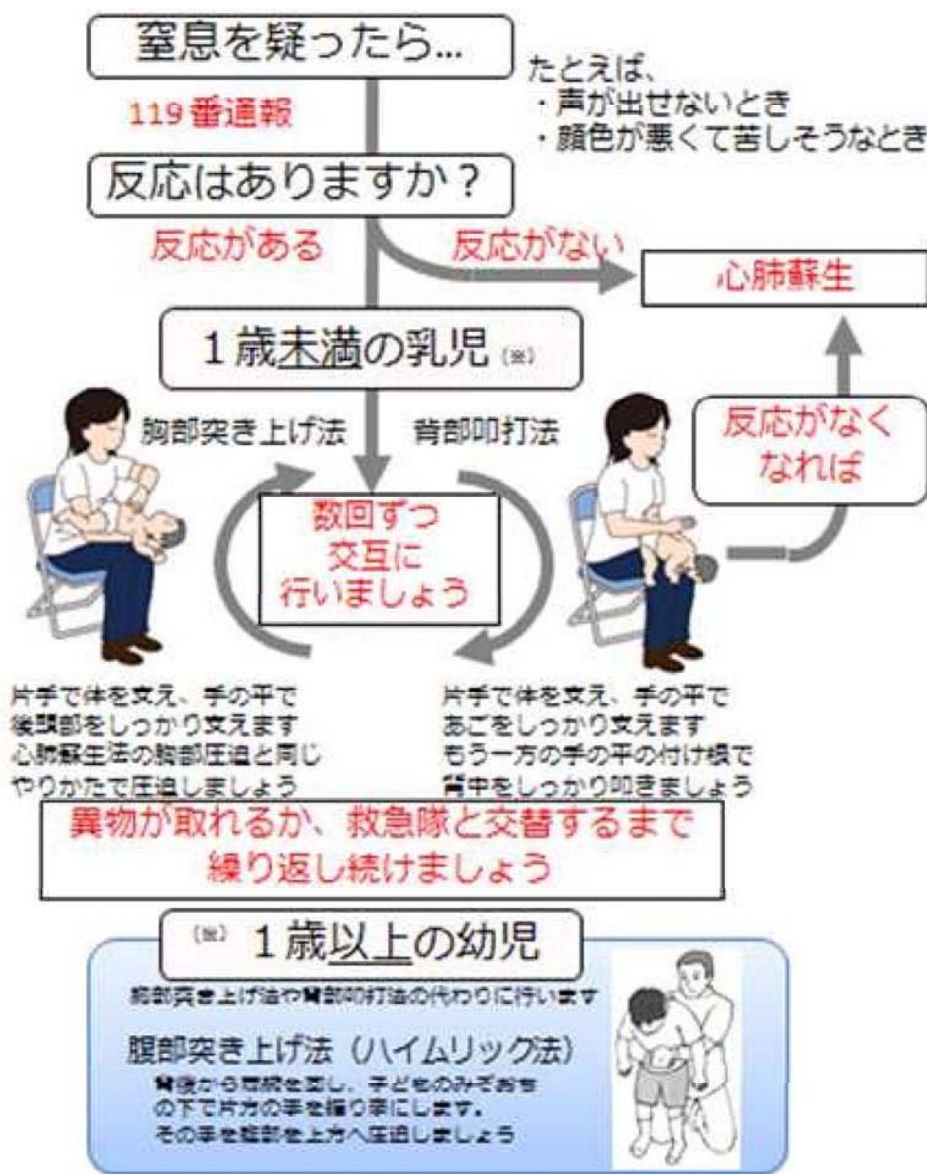 窒息を疑ったら...
たとえば、
・声が出せないとき
・顔色が悪くて苦しそうなとき
119番通報
反応はありますか？
反応がある
反応がない
心肺蘇生
１歳未満の乳児（※）
胸部突き上げ法
背部叩打法
反応がなく
なれば
数回ずつ
交互に
行いましょう
片手で体を支え、手の平で
後頭部をしっかり支えます
心肺蘇生法の胸部圧迫と同じ
やりかたで圧迫しましょう
片手で体を支え、手の平で
あごをしっかり支えます
もう一方の手の平の付け根で
背中をしっかり叩きましょう
異物が取れるか、救急隊と交替するまで
繰り返し続けましょう
（※）１歳以上の幼児
胸部突き上げ法や背部叩打法の代わりに行います
腹部突き上げ法（ハイムリック法）
背後から両腕を回し、子どものみぞおち
の下で片方の手を握り拳にします。
その手を腹部を上方へ圧迫しましょう